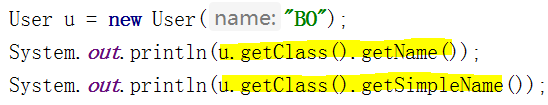 User u = new User( name: "BO");
System.out.println(u.getClass().getName());
System.out.println(u.getClass().getSimpleName());